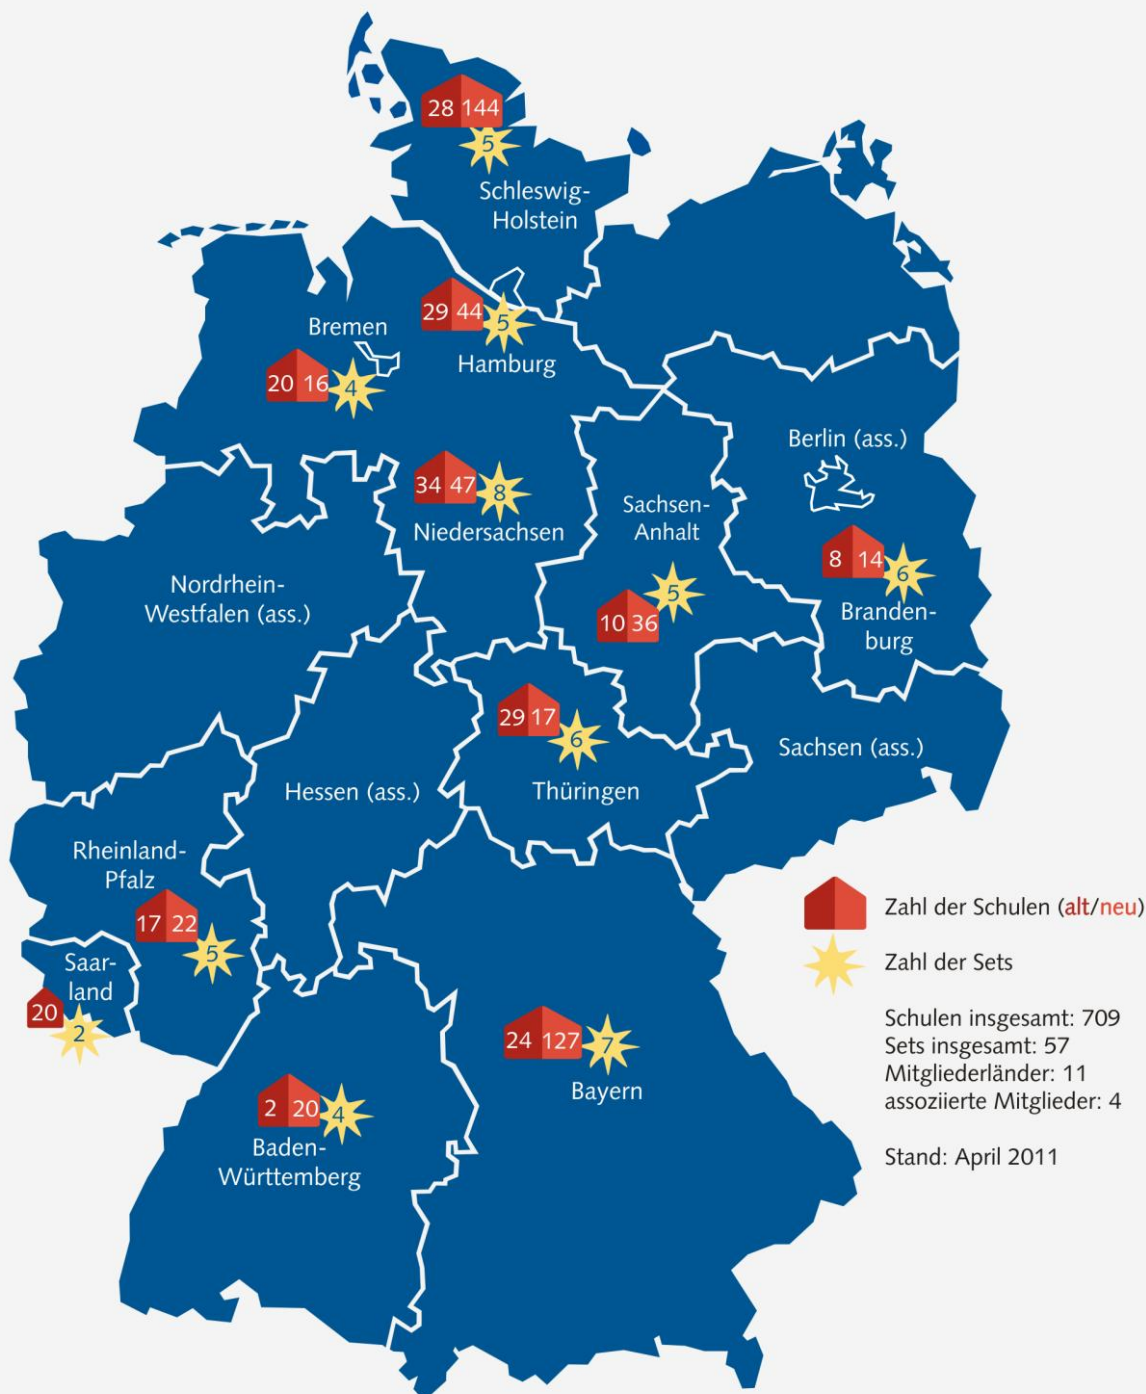 28 144
5
Schleswig-
Holstein
29 44
5
Hamburg
Bremen
20 16
4
34 47
8
Niedersachsen
Sachsen-
Anhalt
5
10 36
Berlin (ass.)
8 14
6
Branden-
burg
Nordrhein-
Westfalen (ass.)
29 17
6
Thüringen
Sachsen (ass.)
Hessen (ass.)
Rheinland-
Pfalz
17 22
5
Saar-
land
20
2
24 127
7
Bayern
2 20
4
Baden-
Württemberg
Zahl der Schulen (alt/neu)
Zahl der Sets
Schulen insgesamt: 709
Sets insgesamt: 57
Mitgliederländer: 11
assoziierte Mitglieder: 4
Stand: April 2011